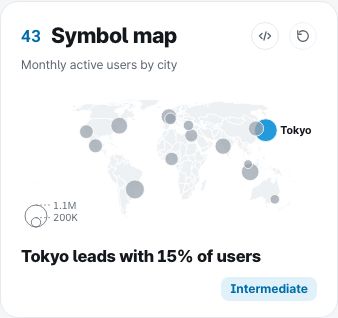 43 Symbol map
Monthly active users by city
Tokyo
1.1M
200K
Tokyo leads with 15% of users
Intermediate